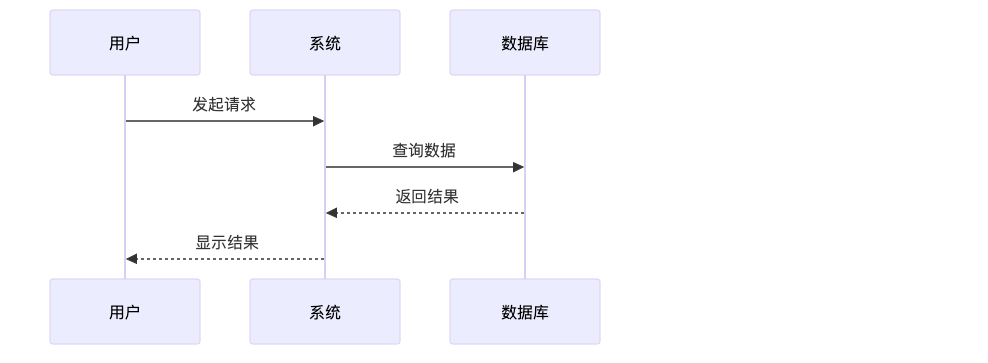 用户 系统 数据库
发起请求
查询数据
返回结果
显示结果
用户 系统 数据库